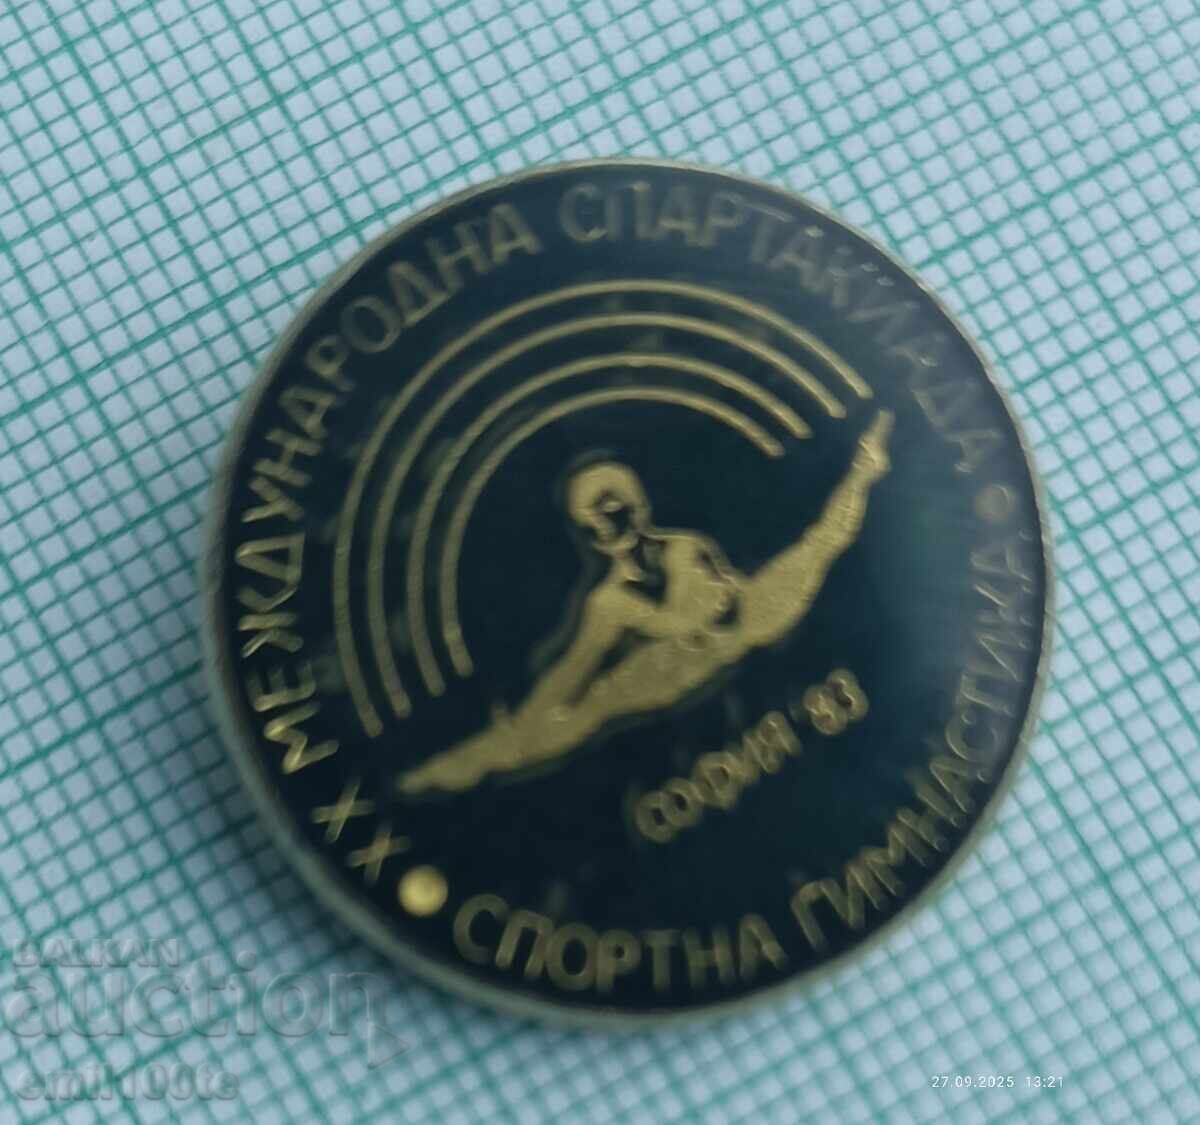 XX МЕЖДУНАРОДНА СПАРТАКИАДА
СОФИЯ '83
СПОРТНА ГИМНАСТИКА
BALKAN
auction
emil100te
27.09.2025 13:21